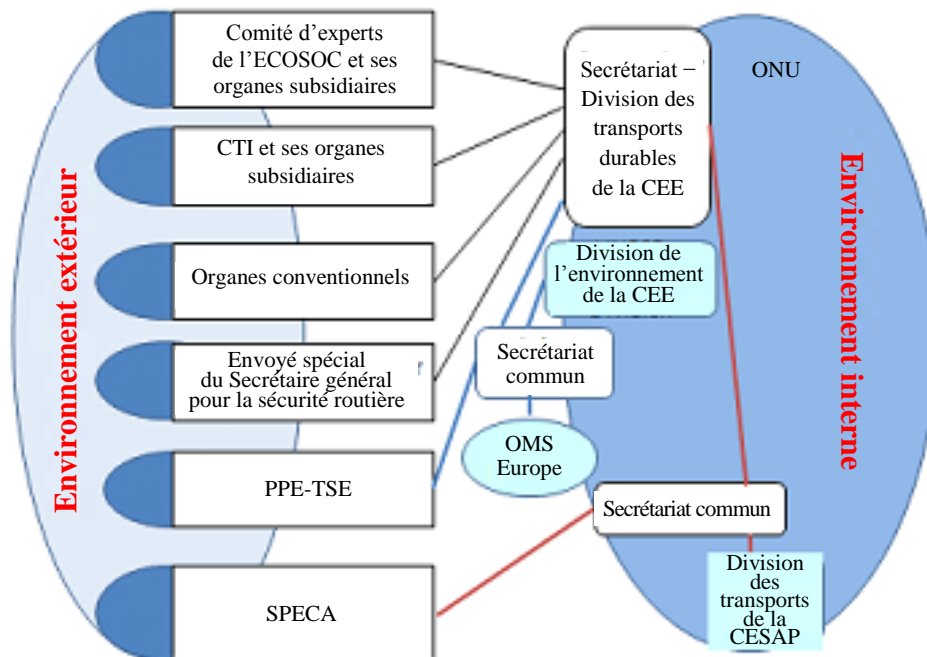 Environnement extérieur
Comité d’experts
de l’ECOSOC et ses
organes subsidiaires
CTI et ses organes
subsidiaires
Organes conventionnels
Envoyé spécial
du Secrétaire général
pour la sécurité routière
PPE-TSE
SPECA
Secrétariat –
Division des
transports
durables
de la CEE
ONU
Division de
l’environnement
de la CEE
Secrétariat
commun
OMS
Europe
Secrétariat commun
Division
des
transports
de la
CESAP
Environnement interne